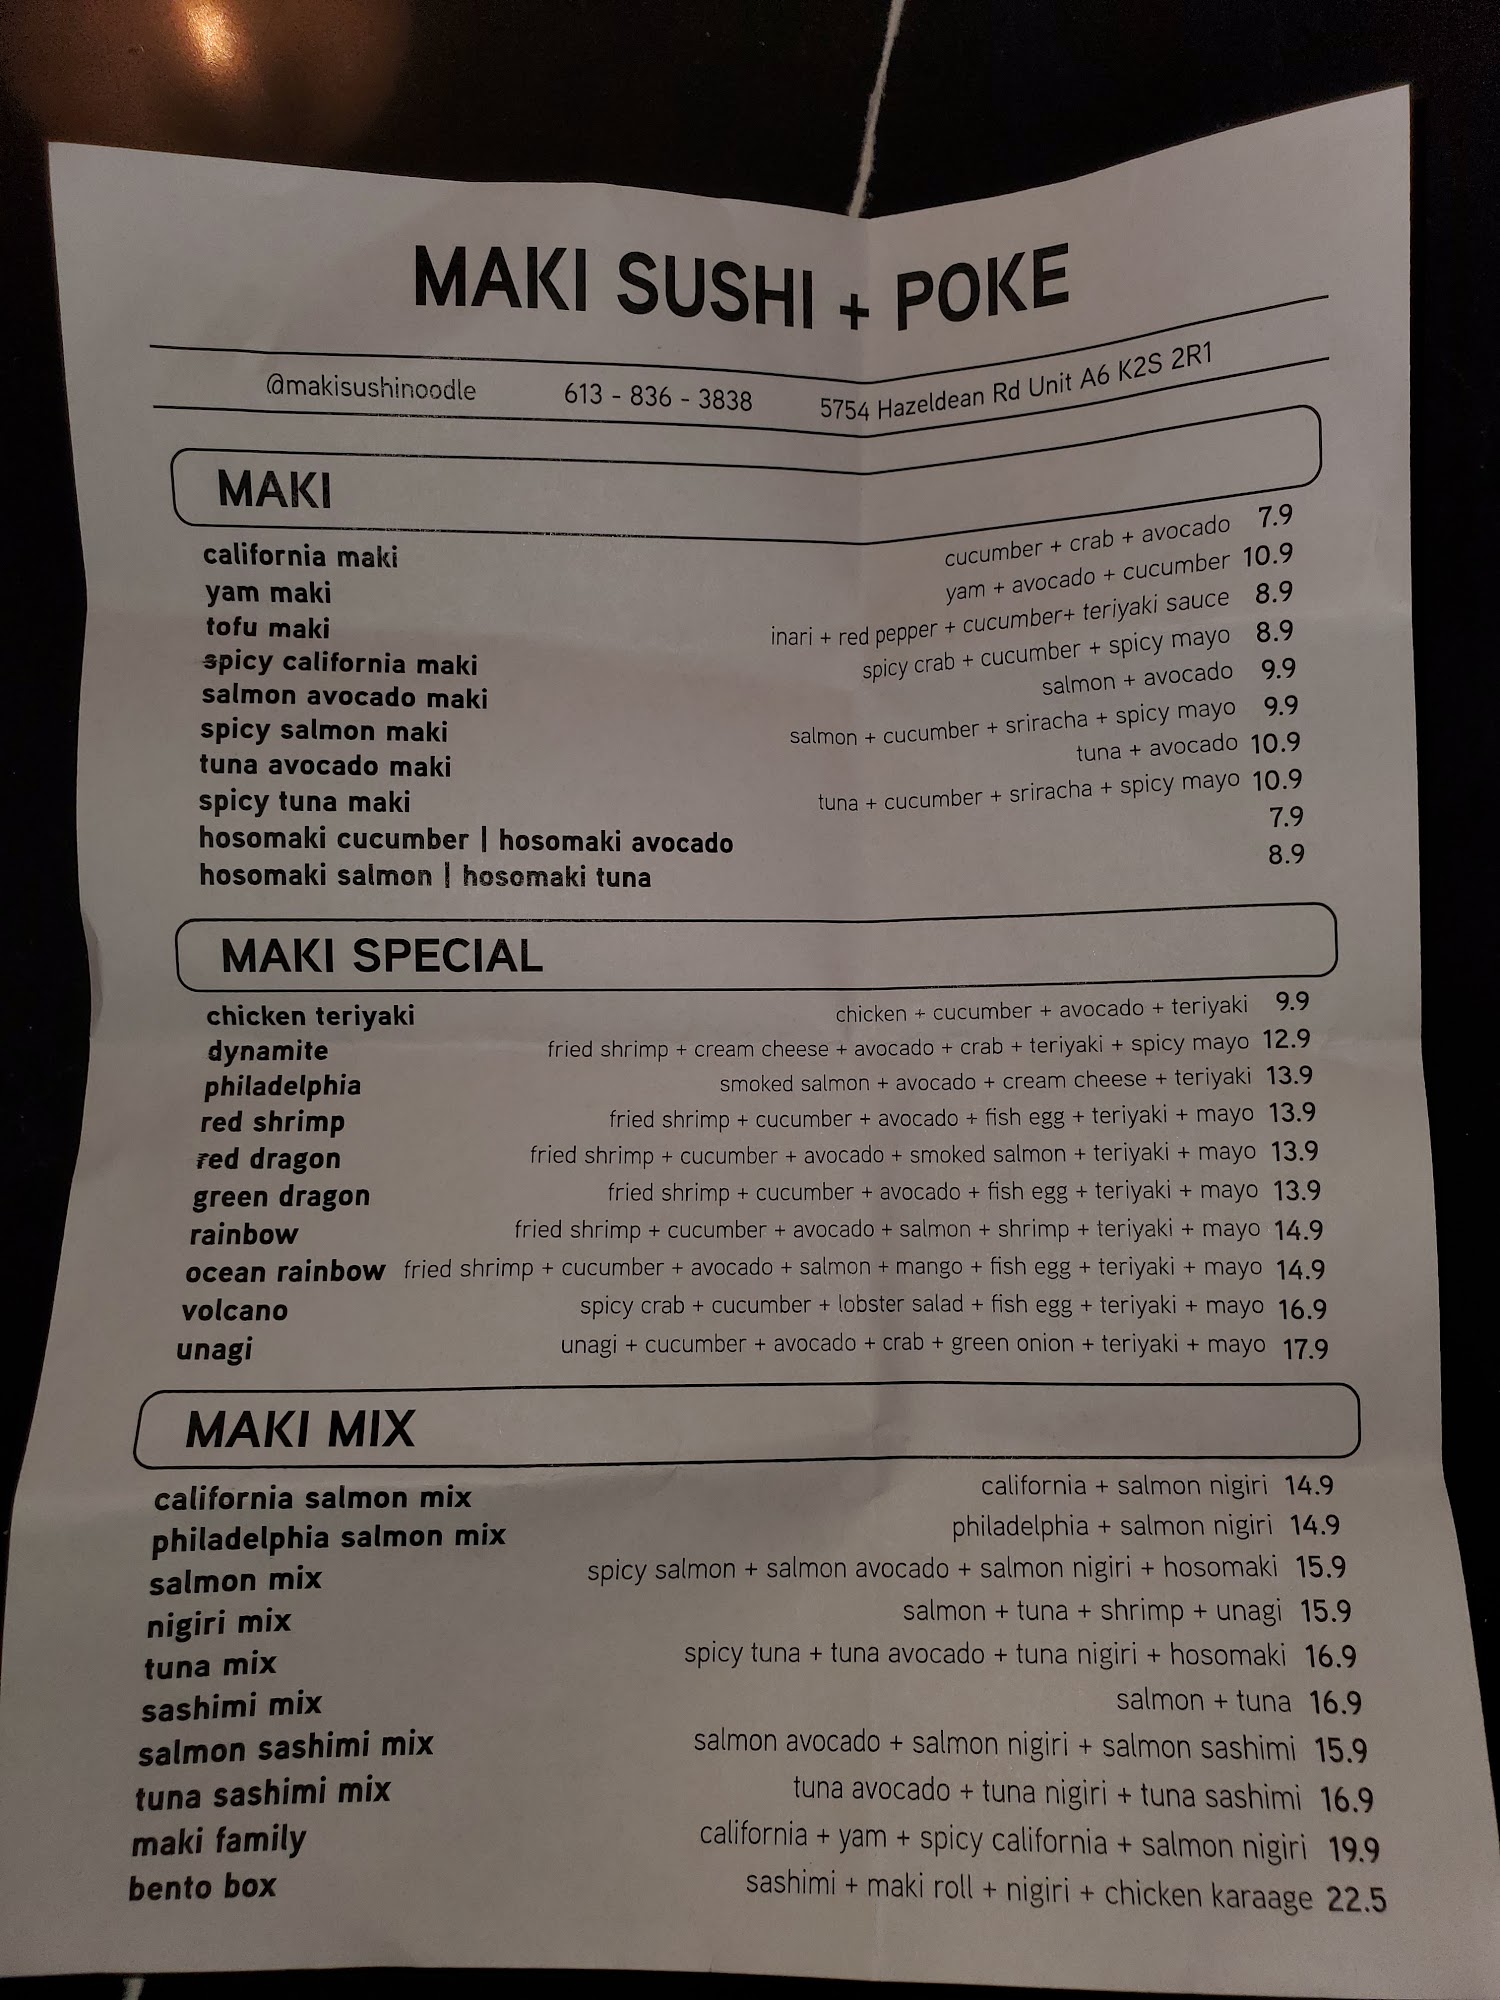 MAKI SUSHI + POKE
@makisushinoodle 613 - 836 - 3838 5754 Hazeldean Rd Unit A6 K2S 2R1
MAKI
california maki cucumber + crab + avocado 7.9
yam maki yam + avocado + cucumber 10.9
tofu maki inari + red pepper + cucumber+ teriyaki sauce 8.9
spicy california maki spicy crab + cucumber + spicy mayo 8.9
salmon avocado maki salmon + avocado 9.9
spicy salmon maki salmon + cucumber + sriracha + spicy mayo 9.9
tuna avocado maki tuna + avocado 10.9
spicy tuna maki tuna + cucumber + sriracha + spicy mayo 10.9
hosomaki cucumber | hosomaki avocado 7.9
hosomaki salmon | hosomaki tuna 8.9
MAKI SPECIAL
chicken teriyaki chicken + cucumber + avocado + teriyaki 9.9
dynamite fried shrimp + cream cheese + avocado + crab + teriyaki + spicy mayo 12.9
philadelphia smoked salmon + avocado + cream cheese + teriyaki 13.9
red shrimp fried shrimp + cucumber + avocado + fish egg + teriyaki + mayo 13.9
red dragon fried shrimp + cucumber + avocado + smoked salmon + teriyaki + mayo 13.9
green dragon fried shrimp + cucumber + avocado + fish egg + teriyaki + mayo 13.9
rainbow fried shrimp + cucumber + avocado + salmon + shrimp + teriyaki + mayo 14.9
ocean rainbow fried shrimp + cucumber + avocado + salmon + mango + fish egg + teriyaki + mayo 14.9
volcano spicy crab + cucumber + lobster salad + fish egg + teriyaki + mayo 16.9
unagi unagi + cucumber + avocado + crab + green onion + teriyaki + mayo 17.9
MAKI MIX
california salmon mix california + salmon nigiri 14.9
philadelphia salmon mix philadelphia + salmon nigiri 14.9
salmon mix spicy salmon + salmon avocado + salmon nigiri + hosomaki 15.9
nigiri mix salmon + tuna + shrimp + unagi 15.9
tuna mix spicy tuna + tuna avocado + tuna nigiri + hosomaki 16.9
sashimi mix salmon + tuna 16.9
salmon sashimi mix salmon avocado + salmon nigiri + salmon sashimi 15.9
tuna sashimi mix tuna avocado + tuna nigiri + tuna sashimi 16.9
maki family california + yam + spicy california + salmon nigiri 19.9
bento box sashimi + maki roll + nigiri + chicken karaage 22.5